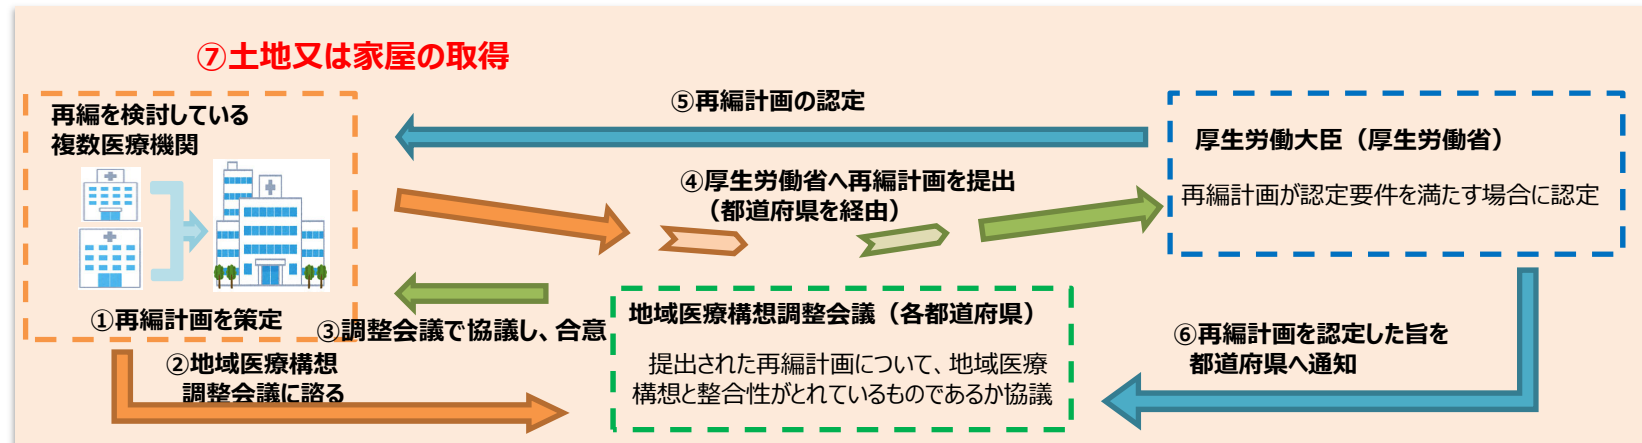 ⑦土地又は家屋の取得
再編を検討している
複数医療機関
①再編計画を策定
②地域医療構想
調整会議に諮る
③調整会議で協議し、合意
⑤再編計画の認定
④厚生労働省へ再編計画を提出
（都道府県を経由）
地域医療構想調整会議（各都道府県）
提出された再編計画について、地域医療
構想と整合性がとれているものであるか協議
厚生労働大臣（厚生労働省）
再編計画が認定要件を満たす場合に認定
⑥再編計画を認定した旨を
都道府県へ通知